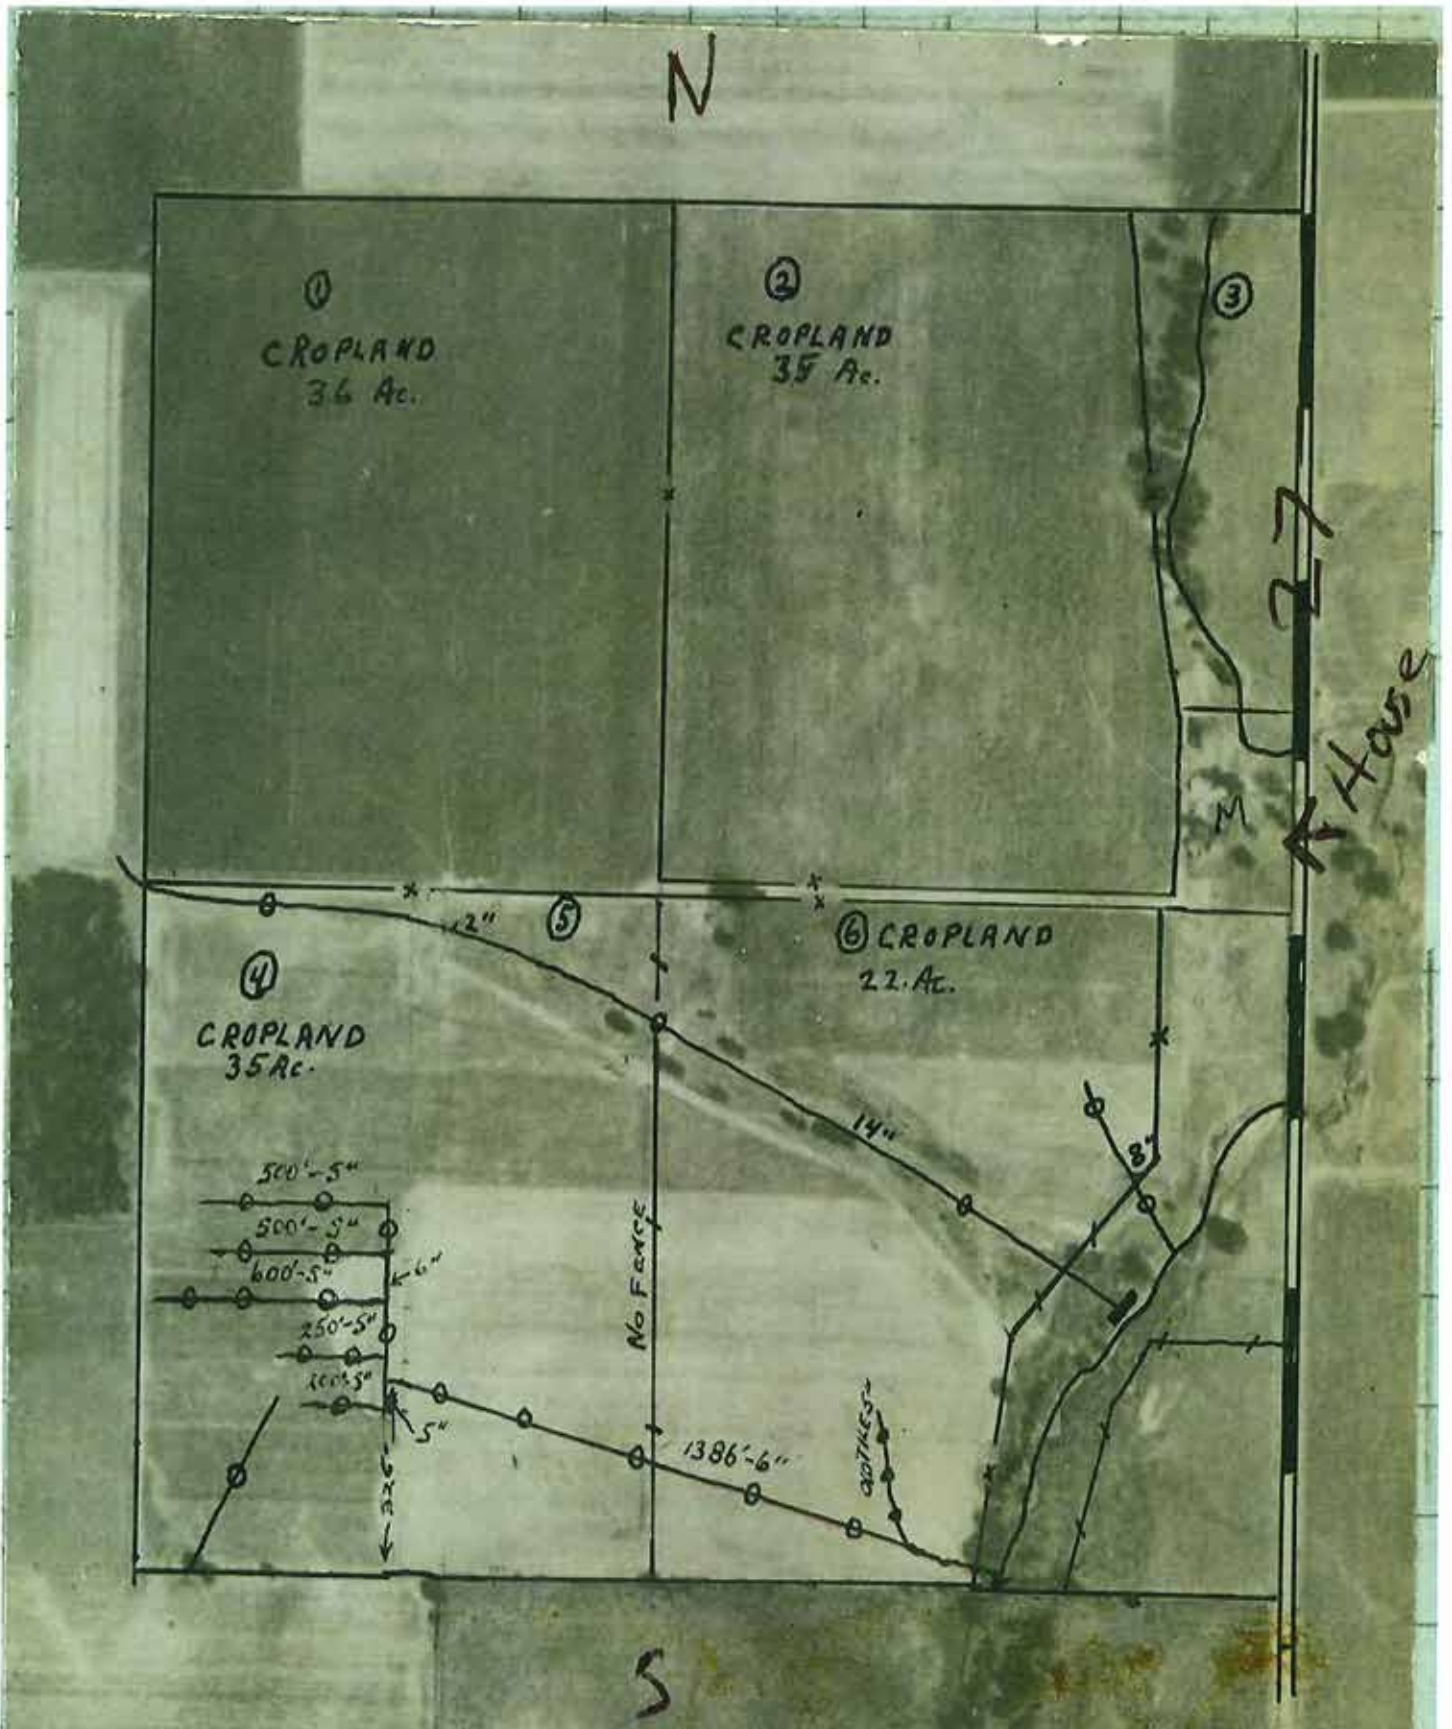 N
①
CROPLAND
36 Ac.
②
CROPLAND
35 Ac.
③
27
House
M
12"
⑤
⑥ CROPLAND
22. Ac.
④
CROPLAND
35 Ac.
14"
8"
500'-5"
500'-5"
600'-5"
6"
250'-5"
5"
No FENCE
1386'-6"
S